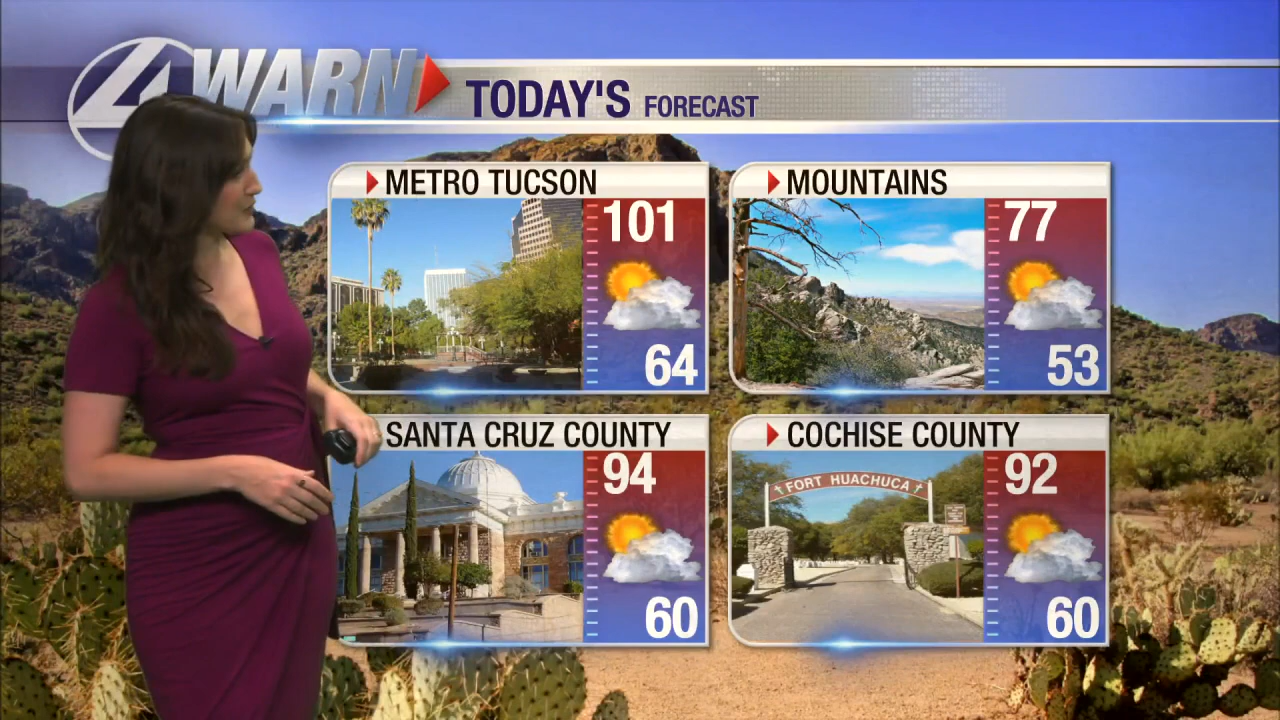 4WARN
TODAY'S FORECAST
METRO TUCSON
101
64
MOUNTAINS
77
53
SANTA CRUZ COUNTY
94
60
COCHISE COUNTY
FORT HUACHUCA
92
60